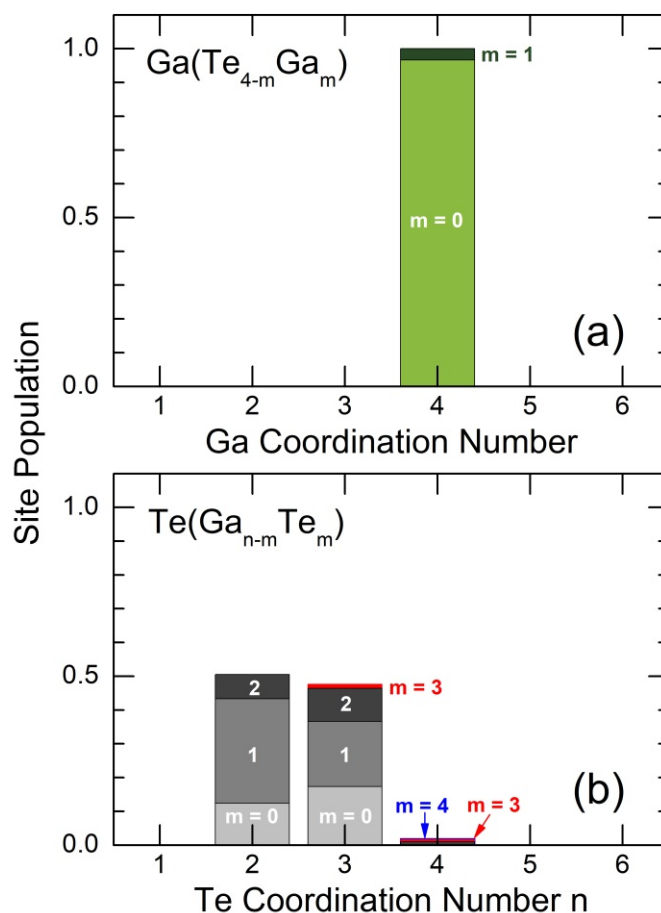 Ga(Te4-mGam)
m = 1
m = 0
(a)
1.0
0.5
0.0
1 2 3 4 5 6
Ga Coordination Number
Site Population
Te(Gan-mTem)
1.0
0.5
0.0
2
1
m = 0
m = 3
2
1
m = 0
m = 4
m = 3
(b)
1 2 3 4 5 6
Te Coordination Number n